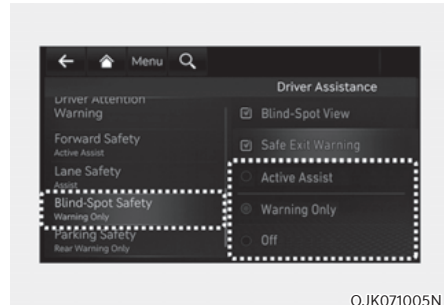 Menu
Driver Assistance
Driver Attention
Warning
Forward Safety
Active Assist
Lane Safety
Assist
Blind-Spot Safety
Warning Only
Parking Safety
Rear Warning Only
Blind-Spot View
Safe Exit Warning
Active Assist
Warning Only
Off
OJK071005N